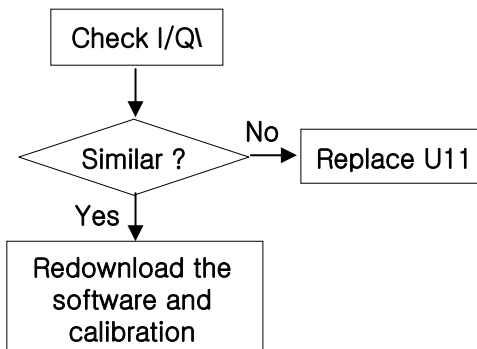 Check I/Q\
Similar ?
No
Replace U11
Yes
Redownload the
software and
calibration